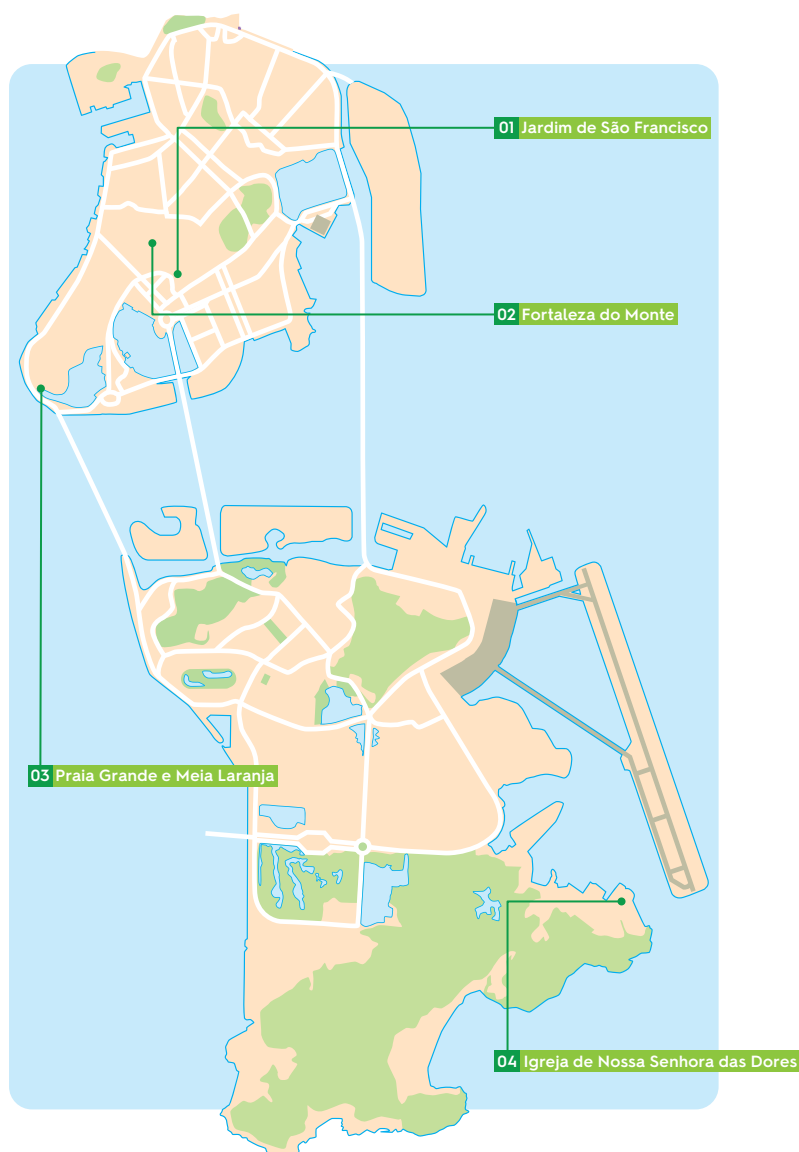 01 Jardim de São Francisco
02 Fortaleza do Monte
03 Praia Grande e Meia Laranja
04 Igreja de Nossa Senhora das Dores